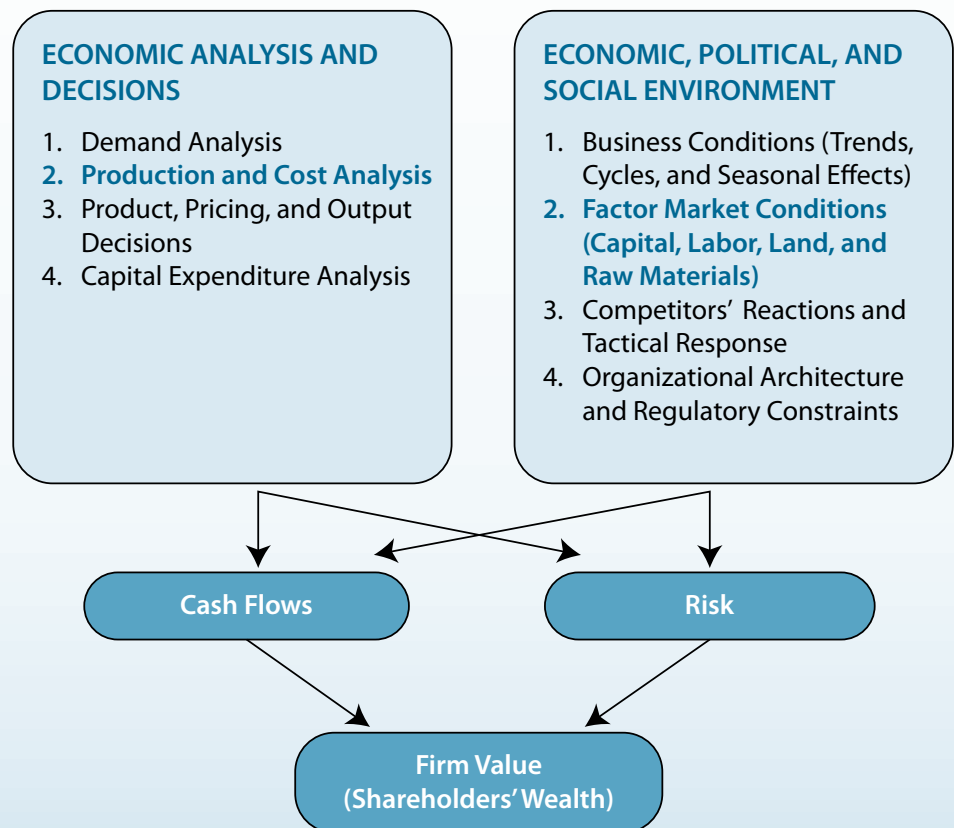 ECONOMIC ANALYSIS AND
DECISIONS
1. Demand Analysis
2. Production and Cost Analysis
3. Product, Pricing, and Output
Decisions
4. Capital Expenditure Analysis
ECONOMIC, POLITICAL, AND
SOCIAL ENVIRONMENT
1. Business Conditions (Trends,
Cycles, and Seasonal Effects)
2. Factor Market Conditions
(Capital, Labor, Land, and
Raw Materials)
3. Competitors’ Reactions and
Tactical Response
4. Organizational Architecture
and Regulatory Constraints
Cash Flows
Risk
Firm Value
(Shareholders’ Wealth)